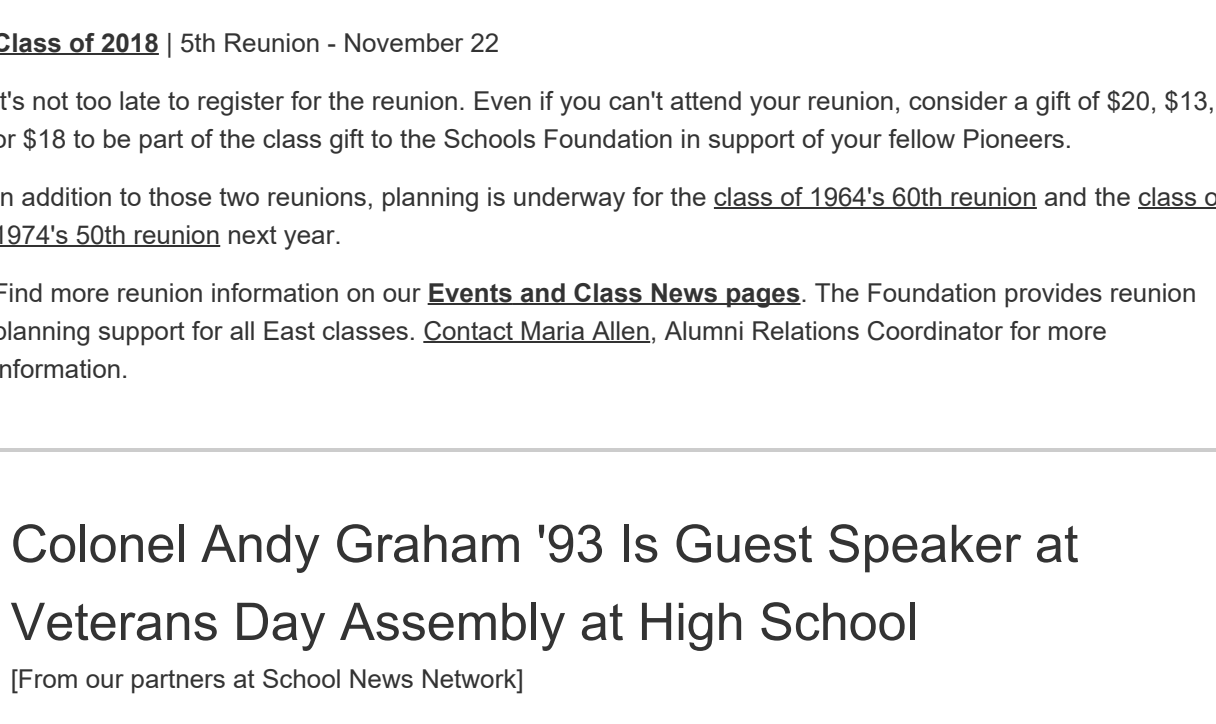 Class of 2018 | 5th Reunion - November 22
t's not too late to register for the reunion. Even if you can't attend your reunion, consider a gift of $20, $13,
or $18 to be part of the class gift to the Schools Foundation in support of your fellow Pioneers.
n addition to those two reunions, planning is underway for the class of 1964's 60th reunion and the class o
1974's 50th reunion next year.
Find more reunion information on our Events and Class News pages. The Foundation provides reunion
planning support for all East classes. Contact Maria Allen, Alumni Relations Coordinator for more
nformation.
Colonel Andy Graham '93 Is Guest Speaker at
Veterans Day Assembly at High School
[From our partners at School News Network]